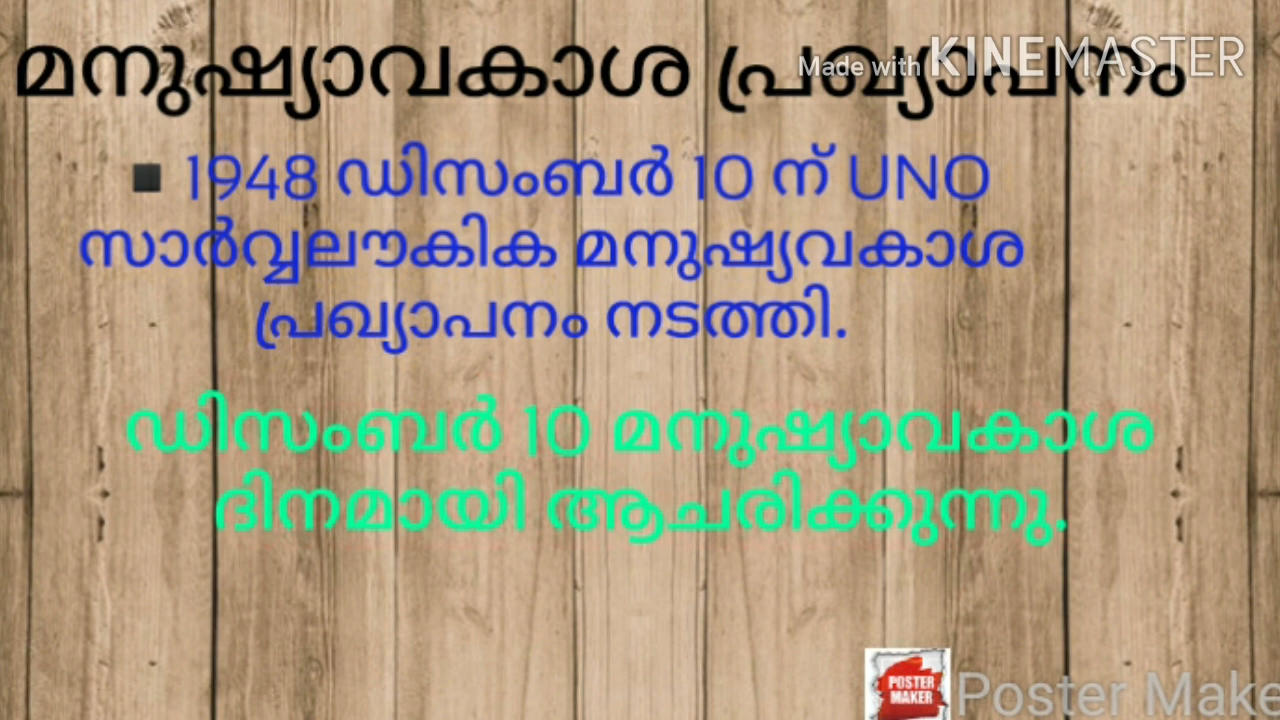 മനുഷ്യാവകാശ പ്രഖ്യാപനം
Made with KINEMASTER
▪ 1948 ഡിസംബർ 10 ന് UNO
സാർവ്വലൗകിക മനുഷ്യവകാശ
പ്രഖ്യാപനം നടത്തി.
ഡിസംബർ 10 മനുഷ്യാവകാശ
ദിനമായി ആചരിക്കുന്നു.
POSTER
MAKER
Poster Make